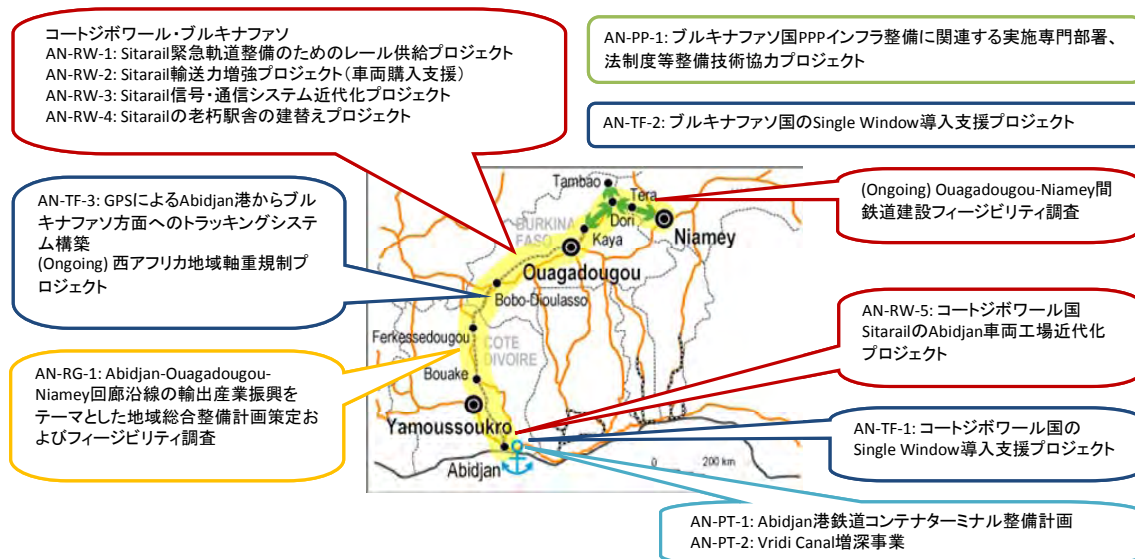 コートジボワール・ブルキナファソ
AN-RW-1: Sitarail緊急軌道整備のためのレール供給プロジェクト
AN-RW-2: Sitarail輸送力増強プロジェクト(車両購入支援)
AN-RW-3: Sitarail信号・通信システム近代化プロジェクト
AN-RW-4: Sitarailの老朽駅舎の建替えプロジェクト
AN-PP-1: ブルキナファソ国PPPインフラ整備に関連する実施専門部署、
法制度等整備技術協力プロジェクト
AN-TF-2: ブルキナファソ国のSingle Window導入支援プロジェクト
AN-TF-3: GPSによるAbidjan港からブル
キナファソ方面へのトラッキングシステ
ム構築
(Ongoing) 西アフリカ地域軸重規制プ
ロジェクト
(Ongoing) Ouagadougou-Niamey間
鉄道建設フィージビリティ調査
AN-RG-1: Abidjan-Ouagadougou-
Niamey回廊沿線の輸出産業振興を
テーマとした地域総合整備計画策定お
よびフィージビリティ調査
AN-RW-5: コートジボワール国
SitarailのAbidjan車両工場近代化
プロジェクト
AN-TF-1: コートジボワール国の
Single Window導入支援プロジェクト
AN-PT-1: Abidjan港鉄道コンテナターミナル整備計画
AN-PT-2: Vridi Canal増深事業
Tambao
Tera
BURKINA
FASO
Dori
Kaya
Niamey
Ouagadougou
Bobo-Dioulasso
Ferkessedougou
COTE
DIVOIRE
Bouake
Yamoussoukro
Abidjan
0 200 km